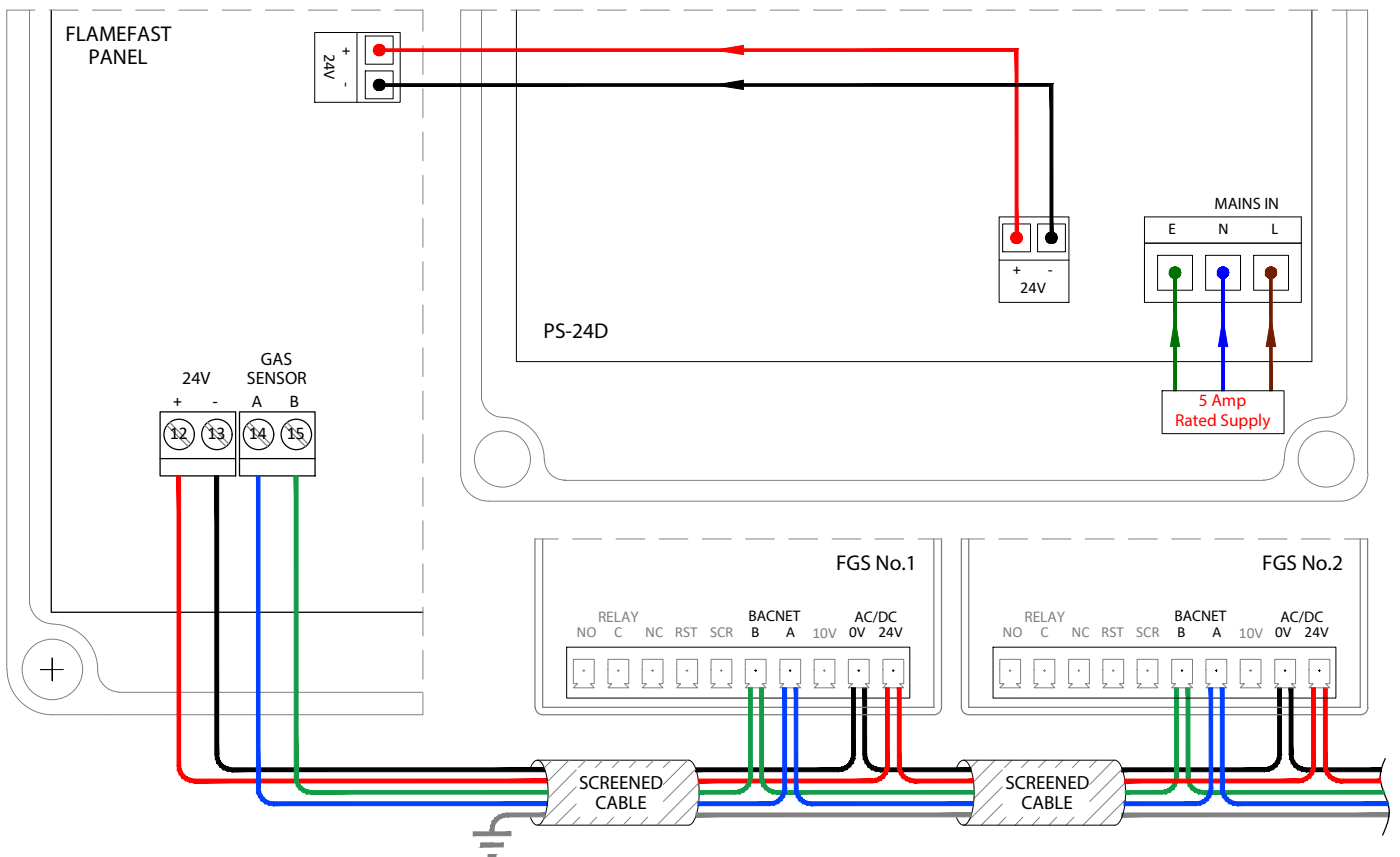 FLAMEFAST
PANEL
+
-
24V
MAINS IN
E N L
+ -
24V
PS-24D
5 Amp
Rated Supply
GAS
24V SENSOR
+ - A B
12 13 14 15
FGS No.1
RELAY BACNET AC/DC
NO C NC RST SCR B A 10V 0V 24V
FGS No.2
RELAY BACNET AC/DC
NO C NC RST SCR B A 10V 0V 24V
SCREENED
CABLE
SCREENED
CABLE